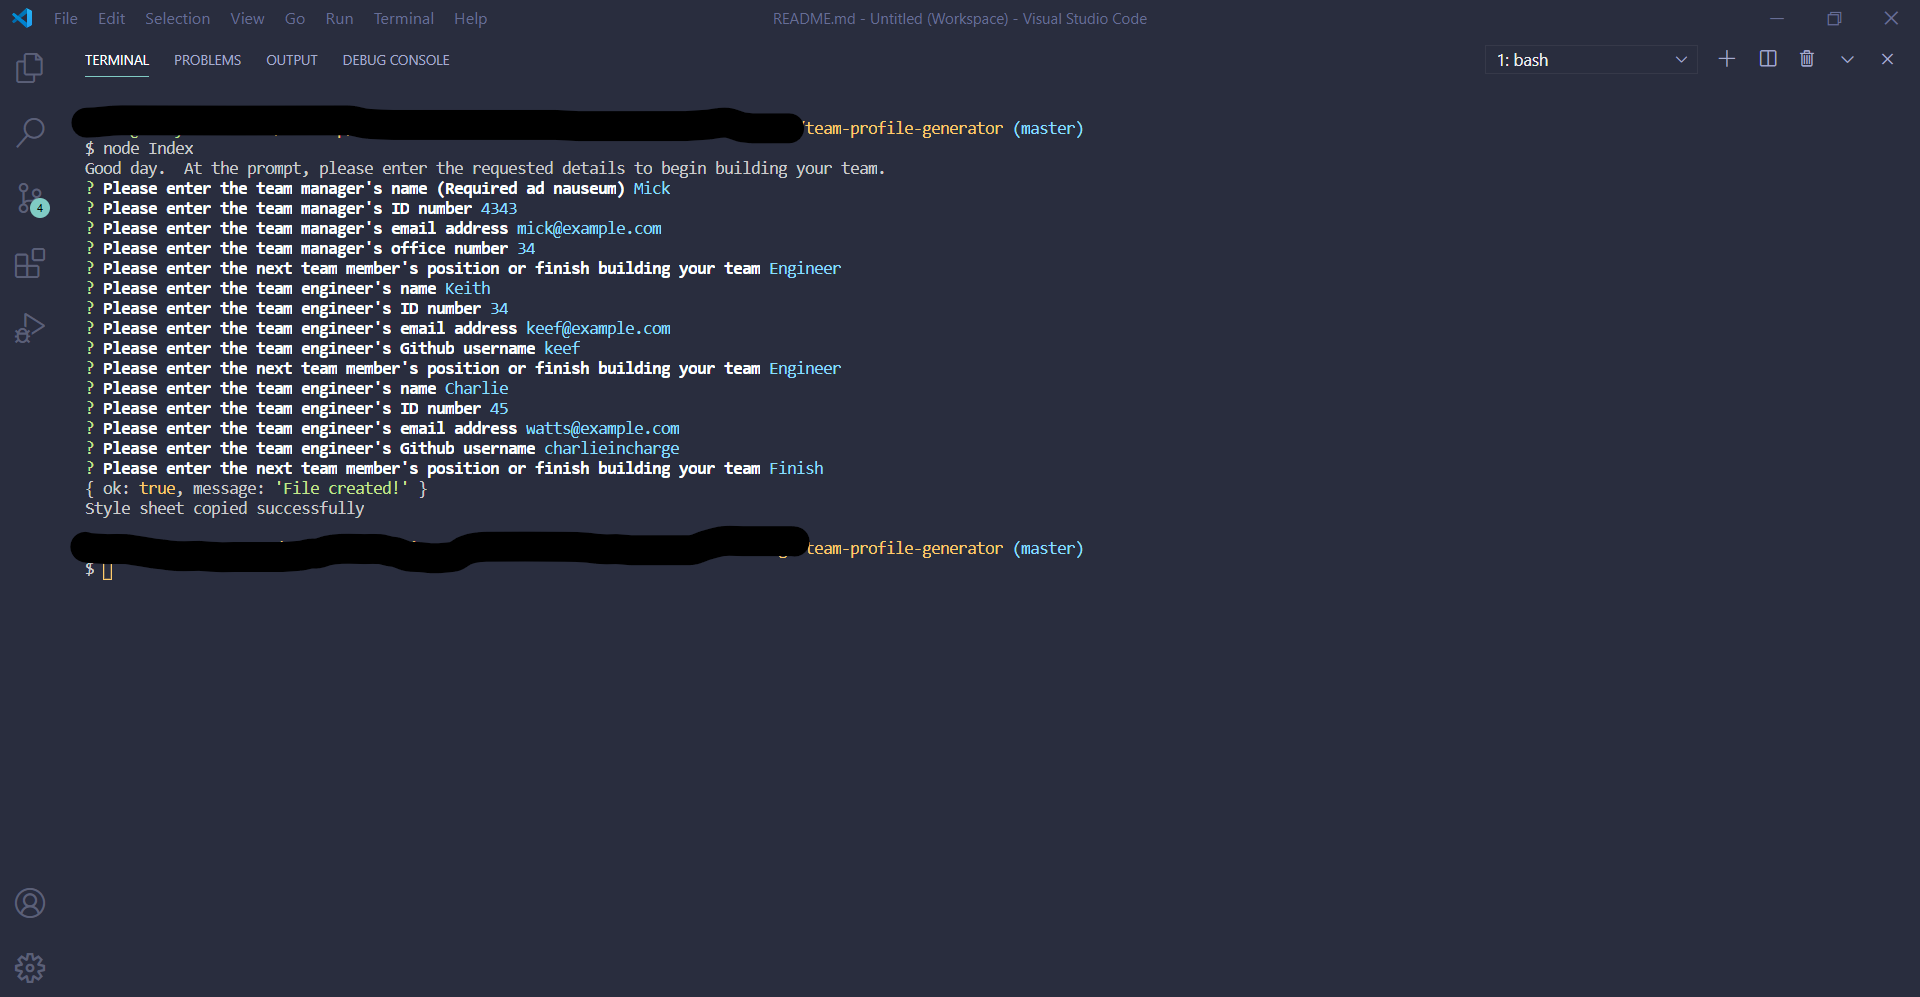 File Edit Selection View Go Run Terminal Help
README.md - Untitled (Workspace) - Visual Studio Code
TERMINAL PROBLEMS OUTPUT DEBUG CONSOLE
1: bash
4
/team-profile-generator (master)
$ node Index
Good day.  At the prompt, please enter the requested details to begin building your team.
? Please enter the team manager's name (Required ad nauseum) Mick
? Please enter the team manager's ID number 4343
? Please enter the team manager's email address mick@example.com
? Please enter the team manager's office number 34
? Please enter the next team member's position or finish building your team Engineer
? Please enter the team engineer's name Keith
? Please enter the team engineer's ID number 34
? Please enter the team engineer's email address keef@example.com
? Please enter the team engineer's Github username keef
? Please enter the next team member's position or finish building your team Engineer
? Please enter the team engineer's name Charlie
? Please enter the team engineer's ID number 45
? Please enter the team engineer's email address watts@example.com
? Please enter the team engineer's Github username charlieincharge
? Please enter the next team member's position or finish building your team Finish
{ ok: true, message: 'File created!' }
Style sheet copied successfully
team-profile-generator (master)
$